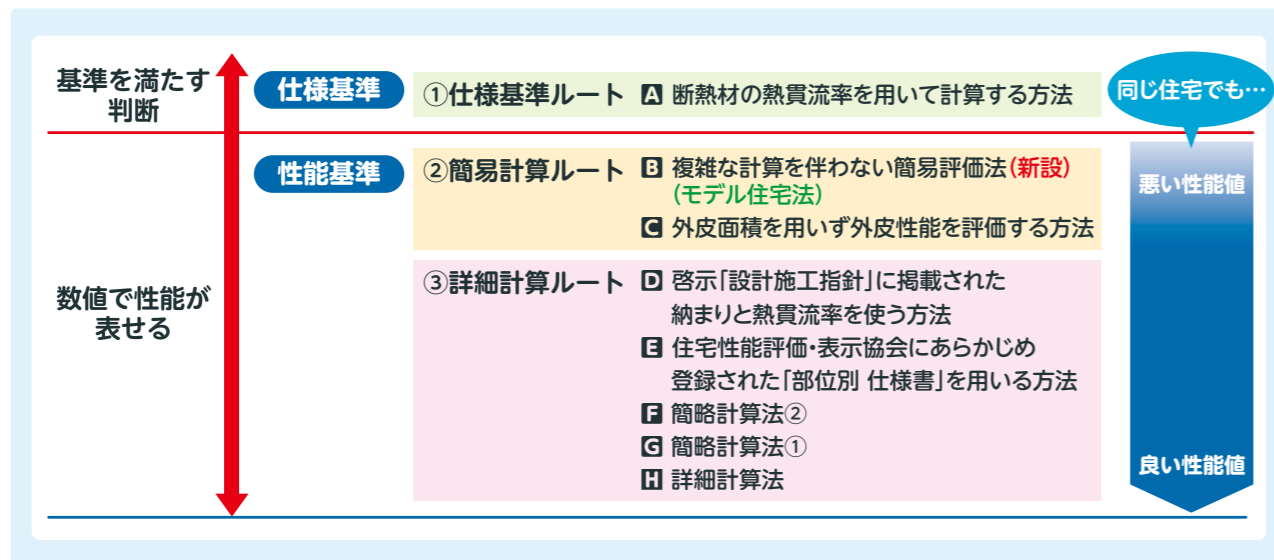 基準を満たす
判断
仕様基準
①仕様基準ルート A 断熱材の熱貫流率を用いて計算する方法
同じ住宅でも…
性能基準
②簡易計算ルート B 複雑な計算を伴わない簡易評価法(新設)
(モデル住宅法)
C 外皮面積を用いず外皮性能を評価する方法
悪い性能値
数値で性能が
表せる
③詳細計算ルート D 啓示「設計施工指針」に掲載された
納まりと熱貫流率を使う方法
E 住宅性能評価・表示協会にあらかじめ
登録された「部位別 仕様書」を用いる方法
F 簡略計算法②
G 簡略計算法①
H 詳細計算法
良い性能値